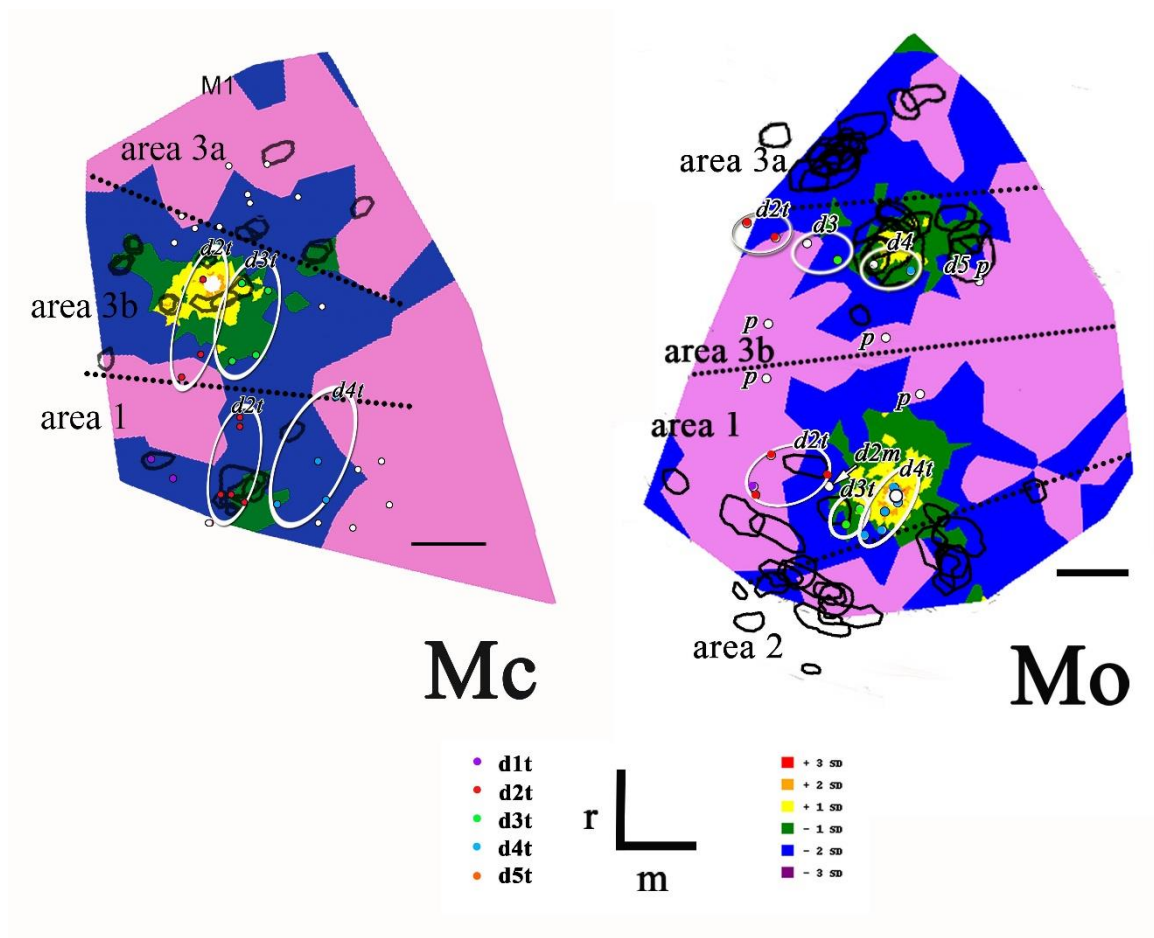 M1
area 3a
d2t
d3t
area 3b
d4t
d2t
area 1
Mc
area 3a
d2t
d3
d4
d5 p
p
p
area 3b
p
p
area 1
d2t
d2m
d4t
d3t
area 2
Mo
d1t
d2t
d3t
d4t
d5t
r
m
+ 3 SD
+ 2 SD
+ 1 SD
- 1 SD
- 2 SD
- 3 SD